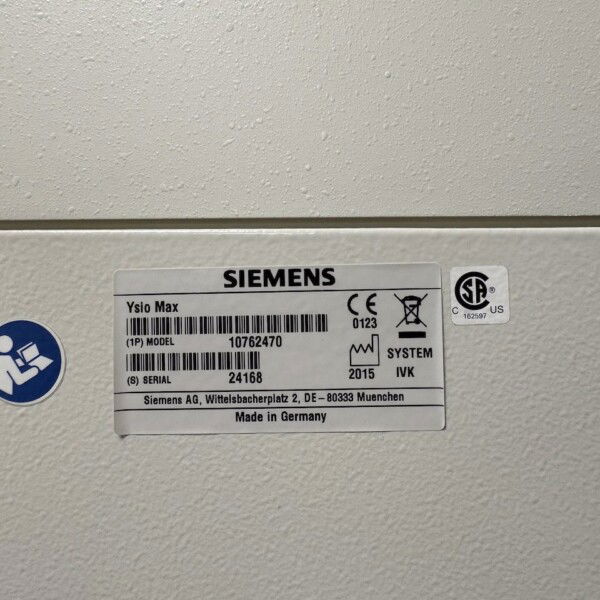 SIEMENS
Ysio Max
(1P) MODEL 10762470
(S) SERIAL 24168
CE
0123
2015
SYSTEM
IVK
Siemens AG, Wittelsbacherplatz 2, DE – 80333 Muenchen
Made in Germany
CSA ®
C 162597 US